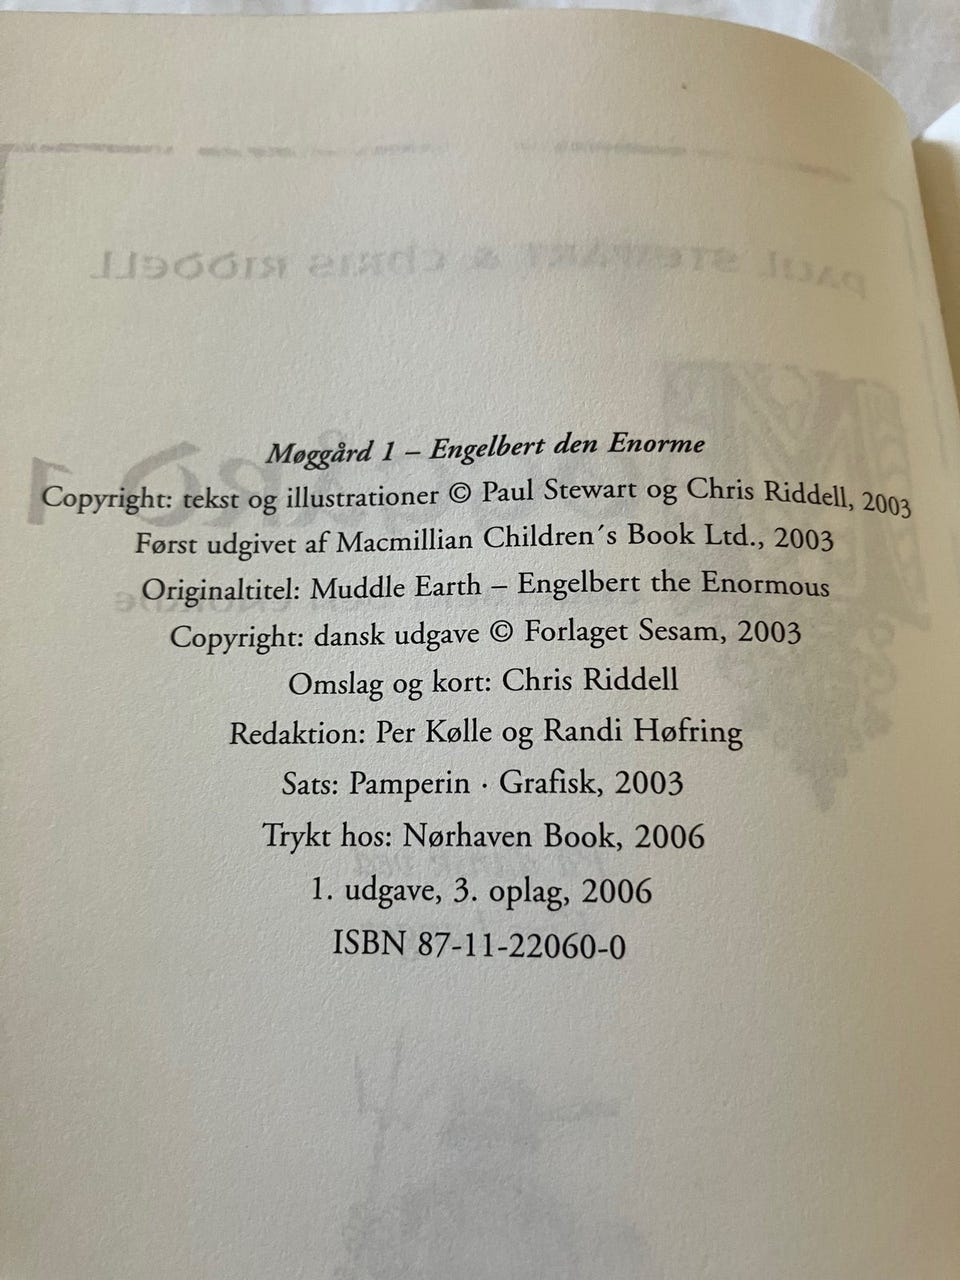 Møggård 1 – Engelbert den Enorme
Copyright: tekst og illustrationer © Paul Stewart og Chris Riddell, 2003
Først udgivet af Macmillian Children´s Book Ltd., 2003
Originaltitel: Muddle Earth – Engelbert the Enormous
Copyright: dansk udgave © Forlaget Sesam, 2003
Omslag og kort: Chris Riddell
Redaktion: Per Kølle og Randi Høfring
Sats: Pamperin · Grafisk, 2003
Trykt hos: Nørhaven Book, 2006
1. udgave, 3. oplag, 2006
ISBN 87-11-22060-0